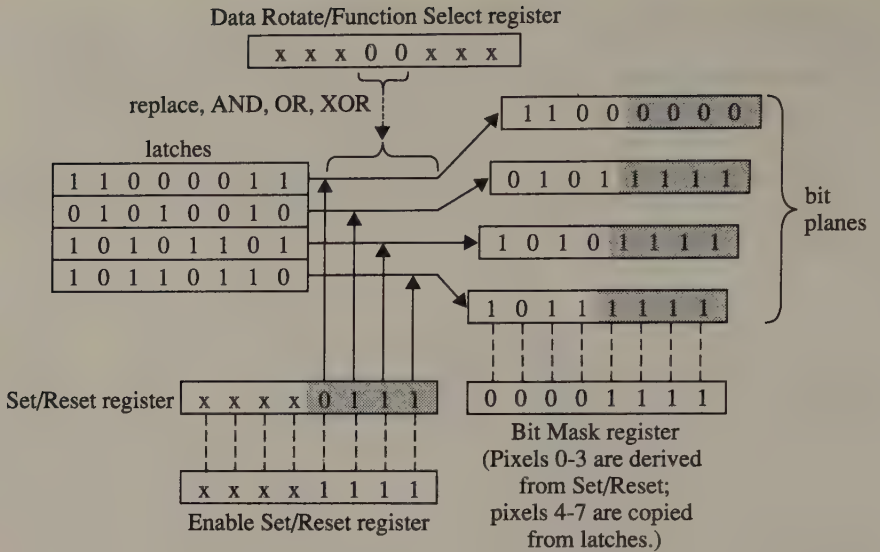 Data Rotate/Function Select register
x x x 0 0 x x x
replace, AND, OR, XOR
latches
1 1 0 0 0 0 1 1
0 1 0 1 0 0 1 0
1 0 1 0 1 1 0 1
1 0 1 1 0 1 1 0
1 1 0 0 0 0 0 0
0 1 0 1 1 1 1 1
1 0 1 0 1 1 1 1
1 0 1 1 1 1 1 1
bit
planes
Set/Reset register
x x x x 0 1 1 1
x x x x 1 1 1 1
Enable Set/Reset register
0 0 0 0 1 1 1 1
Bit Mask register
(Pixels 0-3 are derived
from Set/Reset;
pixels 4-7 are copied
from latches.)